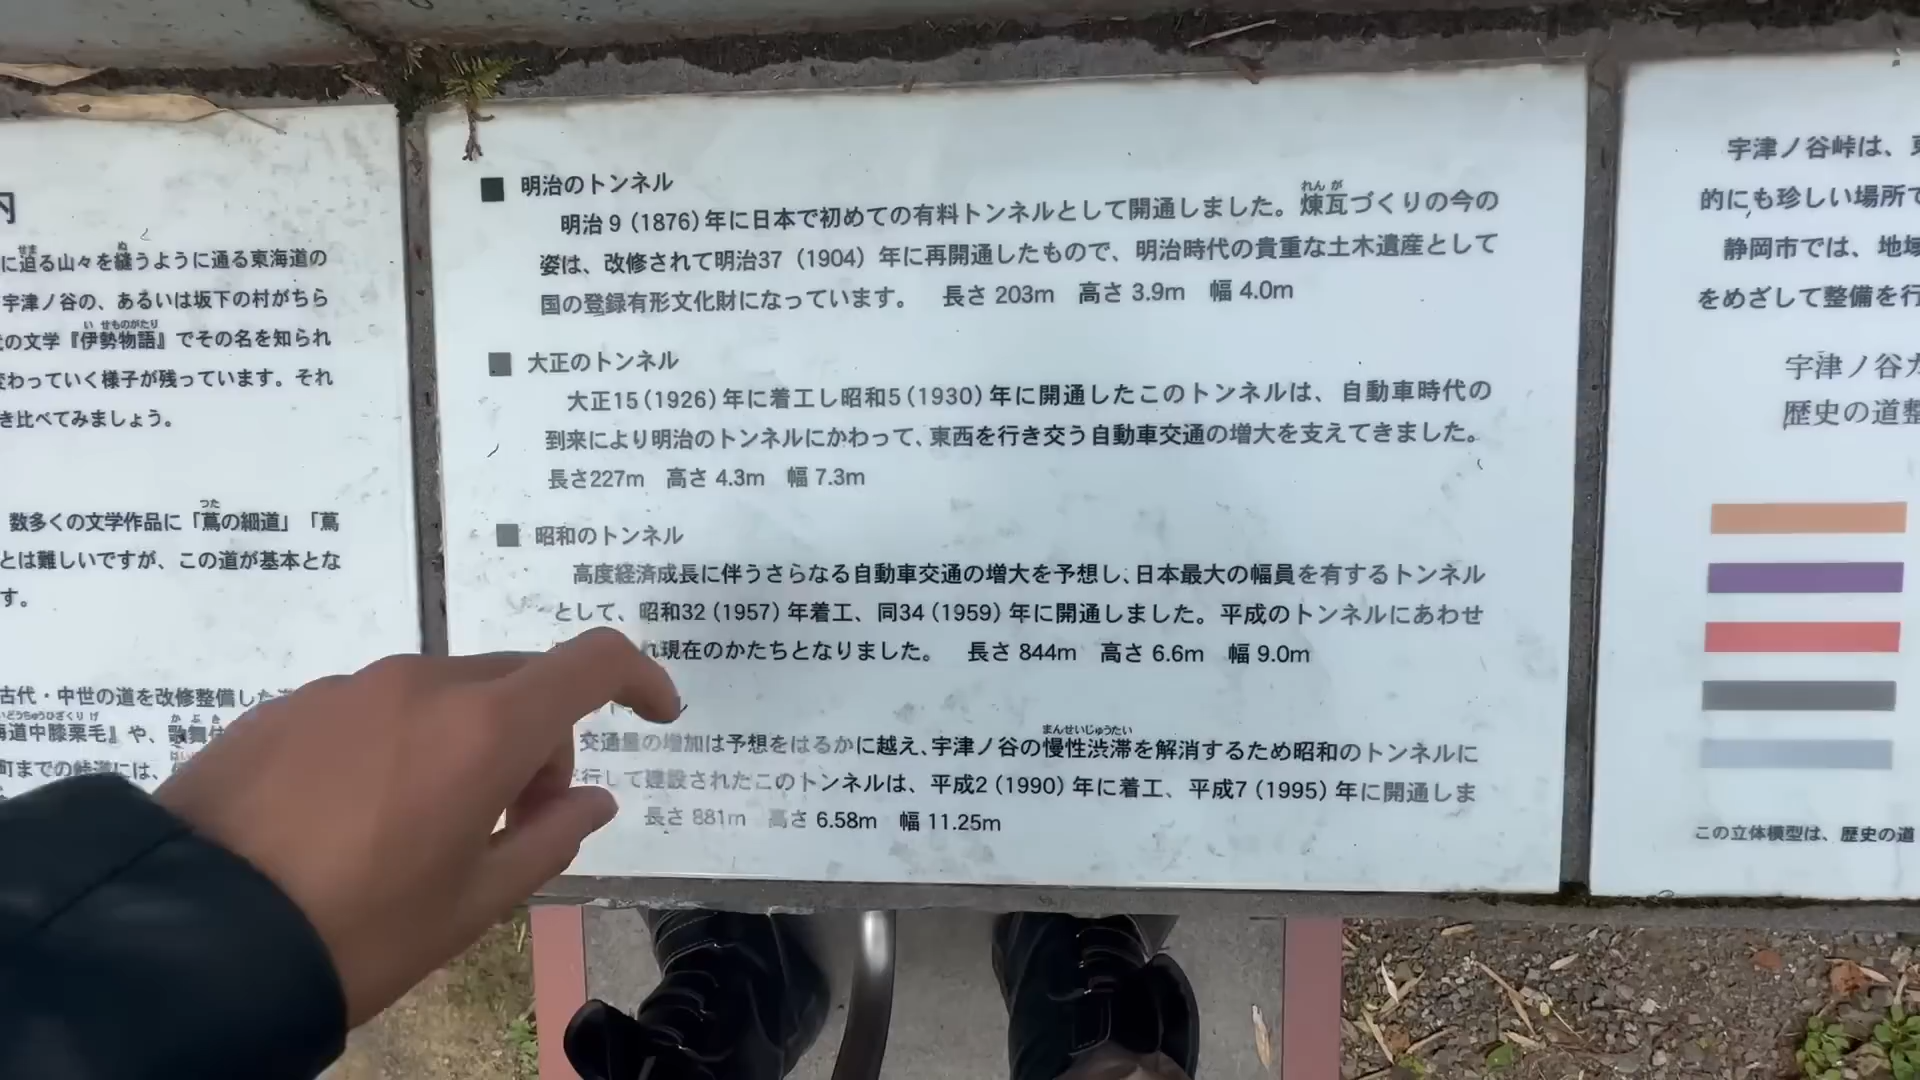 内
に迫る山々を縫うように通る東海道の
宇津ノ谷の、あるいは坂下の村がちら
の文学『伊勢物語』でその名を知られ
変わっていく様子が残っています。それ
き比べてみましょう。
数多くの文学作品に「蔦の細道」「蔦
とは難しいですが、この道が基本とな
す。
古代・中世の道を改修整備した
海道中膝栗毛』や、歌舞伎
町までの峠道には、
■ 明治のトンネル
明治9(1876)年に日本で初めての有料トンネルとして開通しました。煉瓦づくりの今の
姿は、改修されて明治37(1904)年に再開通したもので、明治時代の貴重な土木遺産として
国の登録有形文化財になっています。 長さ 203m 高さ 3.9m 幅 4.0m
■ 大正のトンネル
大正15(1926)年に着工し昭和5(1930)年に開通したこのトンネルは、自動車時代の
到来により明治のトンネルにかわって、東西を行き交う自動車交通の増大を支えてきました。
長さ227m 高さ 4.3m 幅 7.3m
■ 昭和のトンネル
高度経済成長に伴うさらなる自動車交通の増大を予想し、日本最大の幅員を有するトンネル
として、昭和32(1957)年着工、同34(1959)年に開通しました。平成のトンネルにあわせ
れ現在のかたちとなりました。 長さ 844m 高さ 6.6m 幅 9.0m
交通量の増加は予想をはるかに越え、宇津ノ谷の慢性渋滞を解消するため昭和のトンネルに
行して建設されたこのトンネルは、平成2(1990)年に着工、平成7(1995)年に開通しま
長さ 881m 高さ 6.58m 幅 11.25m
宇津ノ谷峠は、
的にも珍しい場所で
静岡市では、地域
をめざして整備を行
宇津ノ谷
歴史の道整
この立体模型は、歴史の道